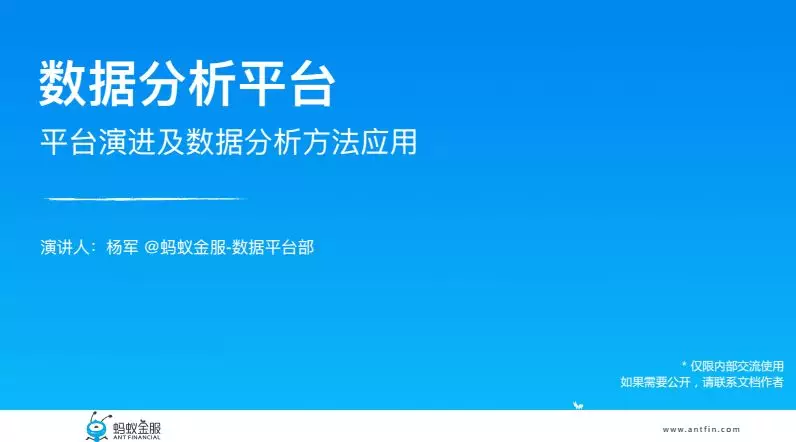 数据分析平台
平台演进及数据分析方法应用
演讲人：杨军 @蚂蚁金服-数据平台部
* 仅限内部交流使用
如果需要公开，请联系文档作者
蚂蚁金服
ANT FINANCIAL
www.antfin.com